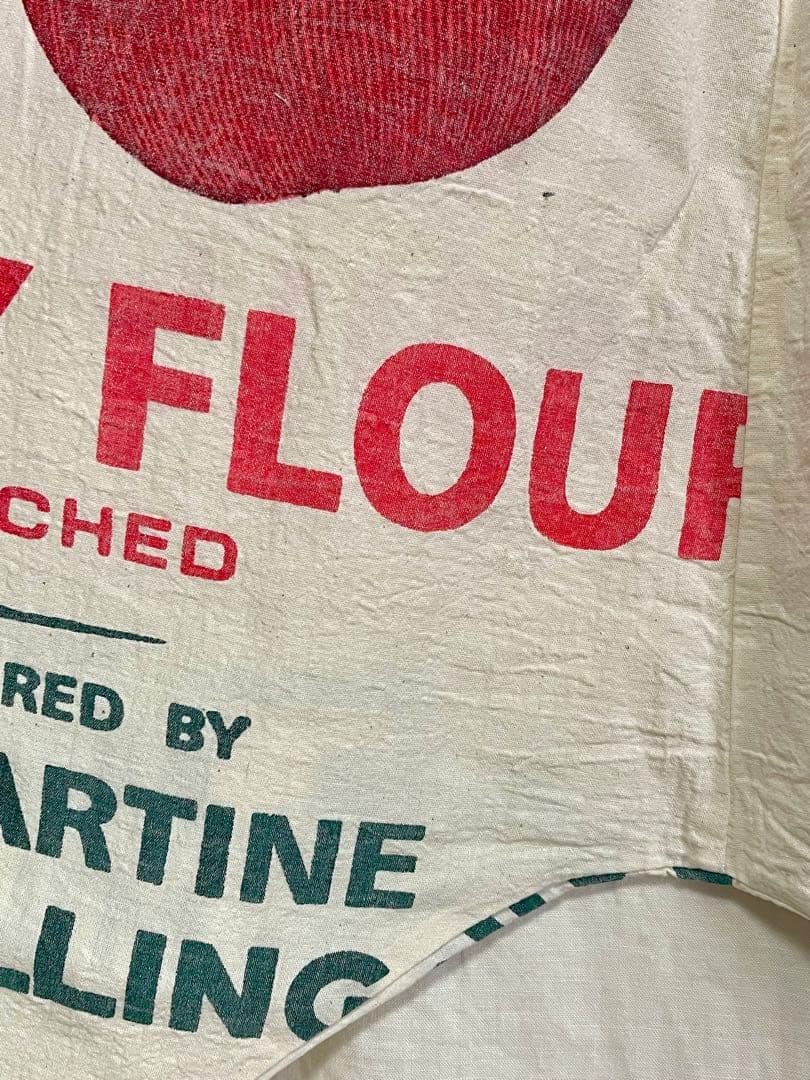 Y FLOUR
CHED
RED BY
ARTINE
LLING